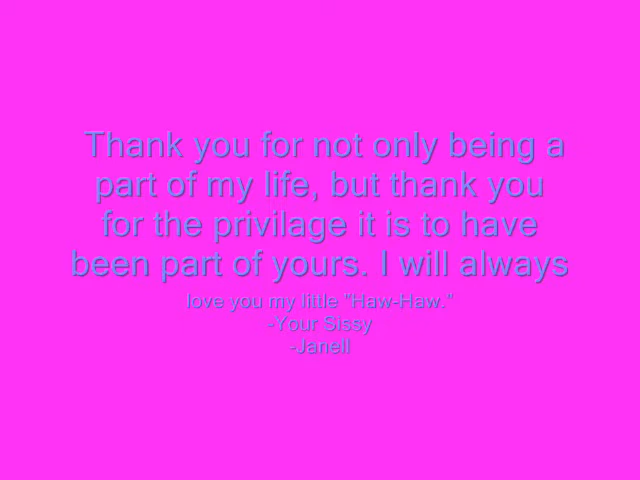 Thank you for not only being a
part of my life, but thank you
for the privilage it is to have
been part of yours. I will always
love you my little "Haw-Haw."
-Your Sissy
-Janell